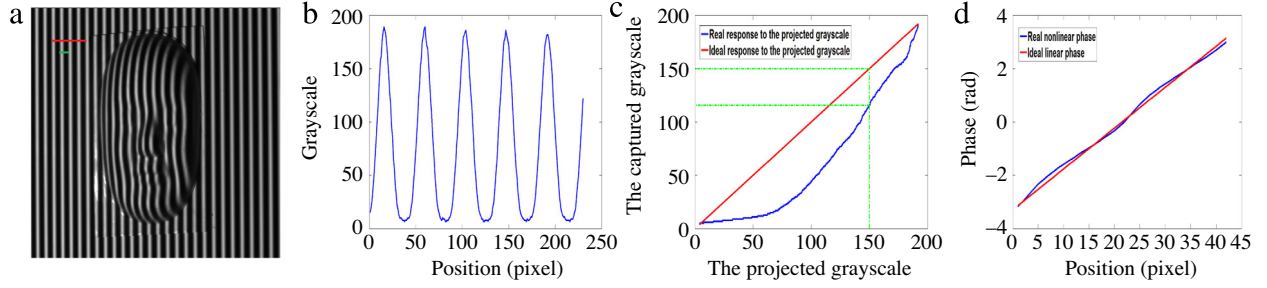 a
b
Grayscale
200
150
100
50
0
0 50 100 150 200 250
Position (pixel)
c
The captured grayscale
200
150
100
50
0
Real response to the projected grayscale
Ideal response to the projected grayscale
0 50 100 150 200
The projected grayscale
d
Phase (rad)
4
2
0
−2
−4
Real nonlinear phase
Ideal linear phase
0 5 10 15 20 25 30 35 40 45
Position (pixel)